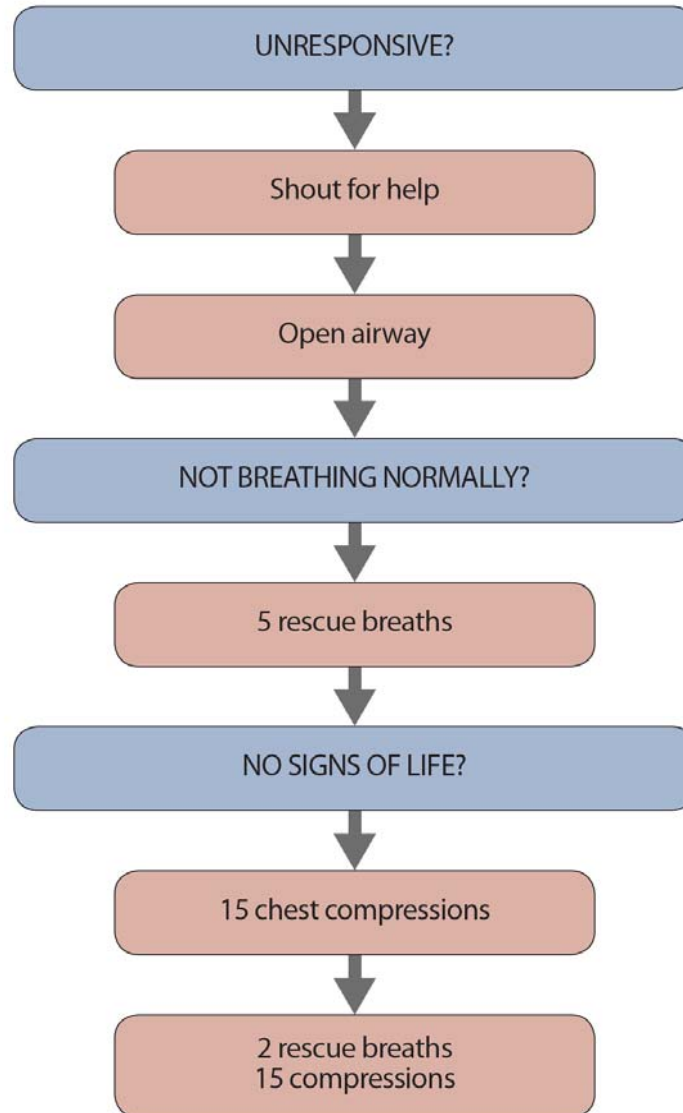 UNRESPONSIVE?
Shout for help
Open airway
NOT BREATHING NORMALLY?
5 rescue breaths
NO SIGNS OF LIFE?
15 chest compressions
2 rescue breaths
15 compressions